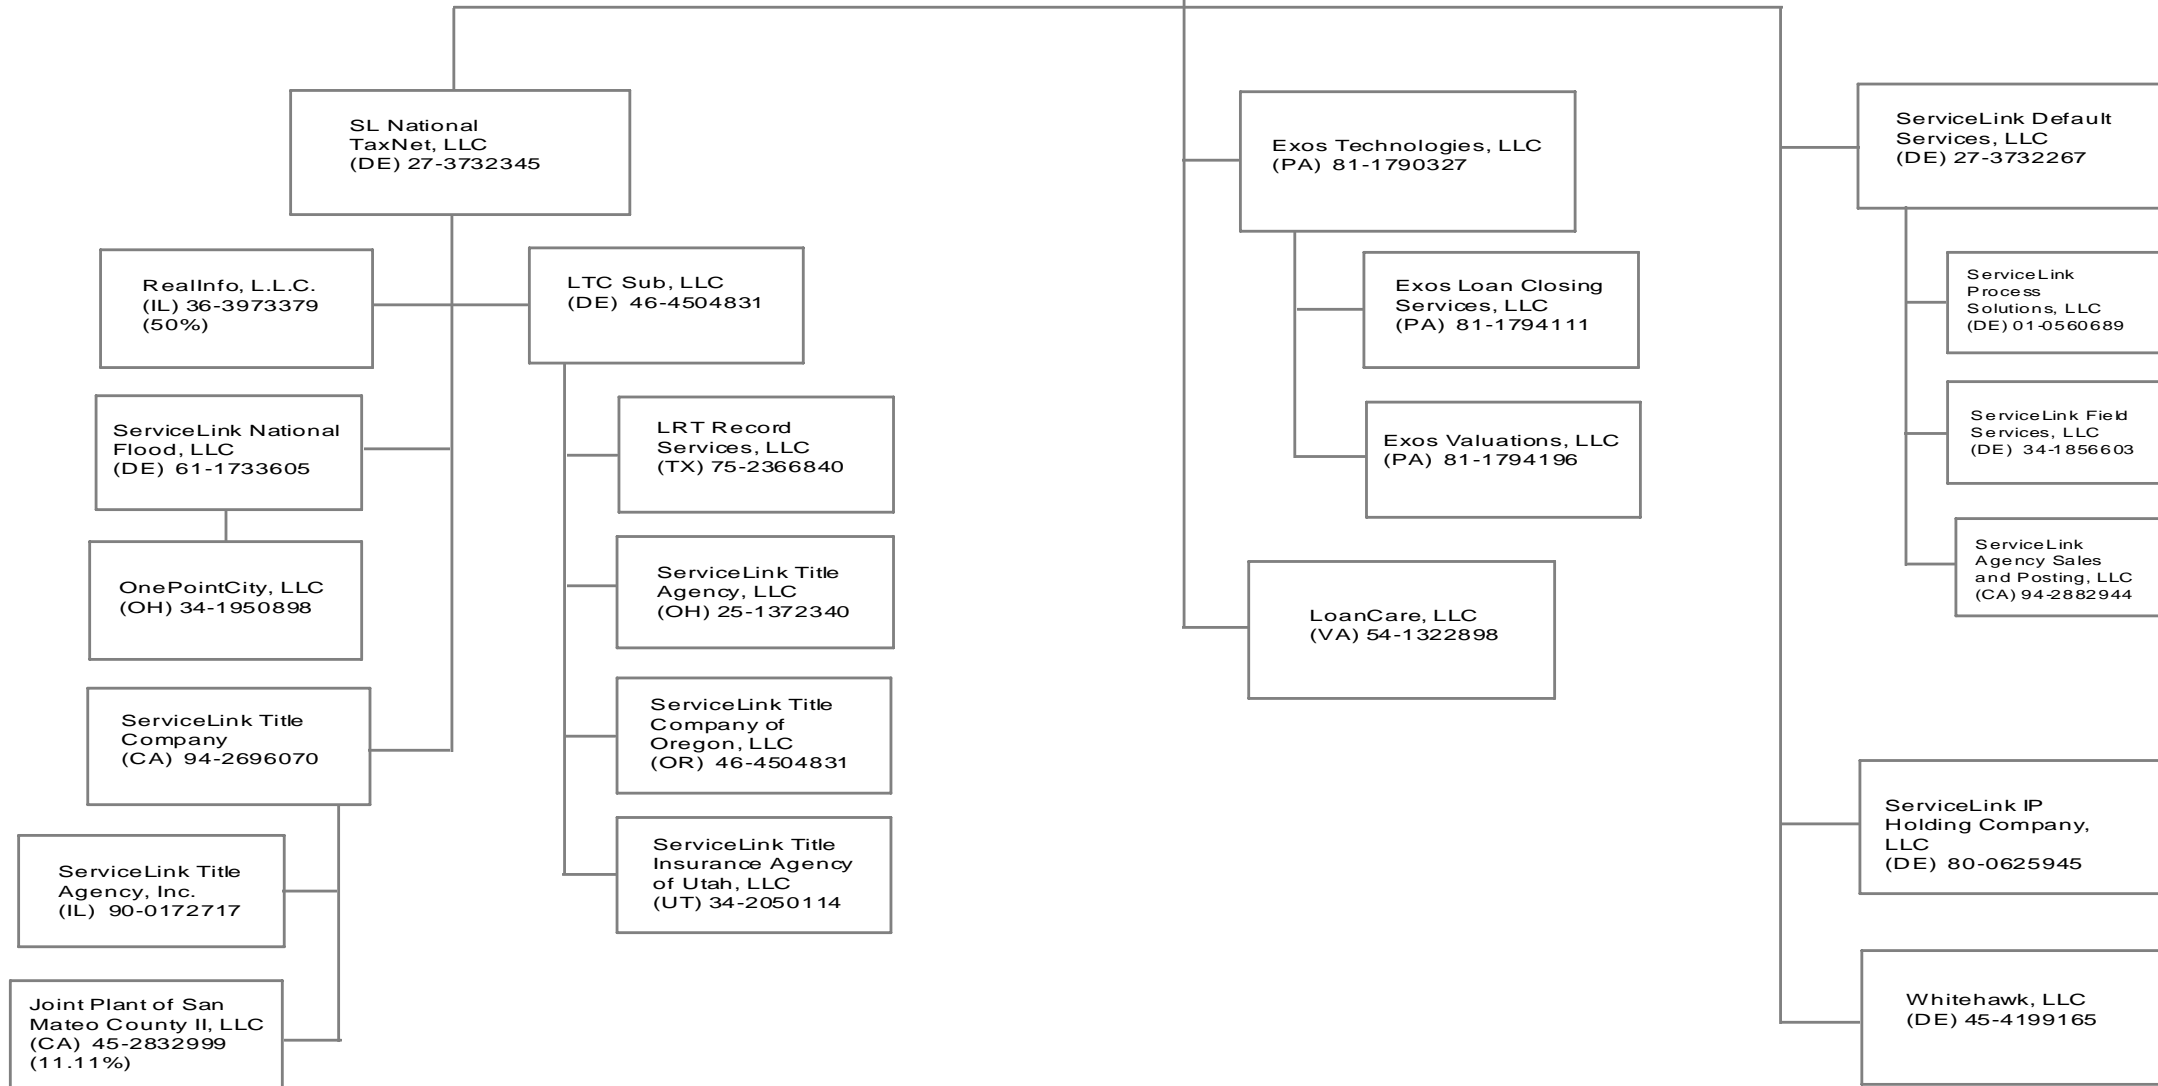 SL National
TaxNet, LLC
(DE) 27-3732345
RealInfo, L.L.C.
(IL) 36-3973379
(50%)
LTC Sub, LLC
(DE) 46-4504831
ServiceLink National
Flood, LLC
(DE) 61-1733605
OnePointCity, LLC
(OH) 34-1950898
ServiceLink Title
Company
(CA) 94-2696070
ServiceLink Title
Agency, Inc.
(IL) 90-0172717
Joint Plant of San
Mateo County II, LLC
(CA) 45-2832999
(11.11%)
LRT Record
Services, LLC
(TX) 75-2366840
ServiceLink Title
Agency, LLC
(OH) 25-1372340
ServiceLink Title
Company of
Oregon, LLC
(OR) 46-4504831
ServiceLink Title
Insurance Agency
of Utah, LLC
(UT) 34-2050114
Exos Technologies, LLC
(PA) 81-1790327
Exos Loan Closing
Services, LLC
(PA) 81-1794111
Exos Valuations, LLC
(PA) 81-1794196
LoanCare, LLC
(VA) 54-1322898
ServiceLink Default
Services, LLC
(DE) 27-3732267
ServiceLink
Process
Solutions, LLC
(DE) 01-0560689
ServiceLink Field
Services, LLC
(DE) 34-1856603
ServiceLink
Agency Sales
and Posting, LLC
(CA) 94-2882944
ServiceLink IP
Holding Company,
LLC
(DE) 80-0625945
Whitehawk, LLC
(DE) 45-4199165